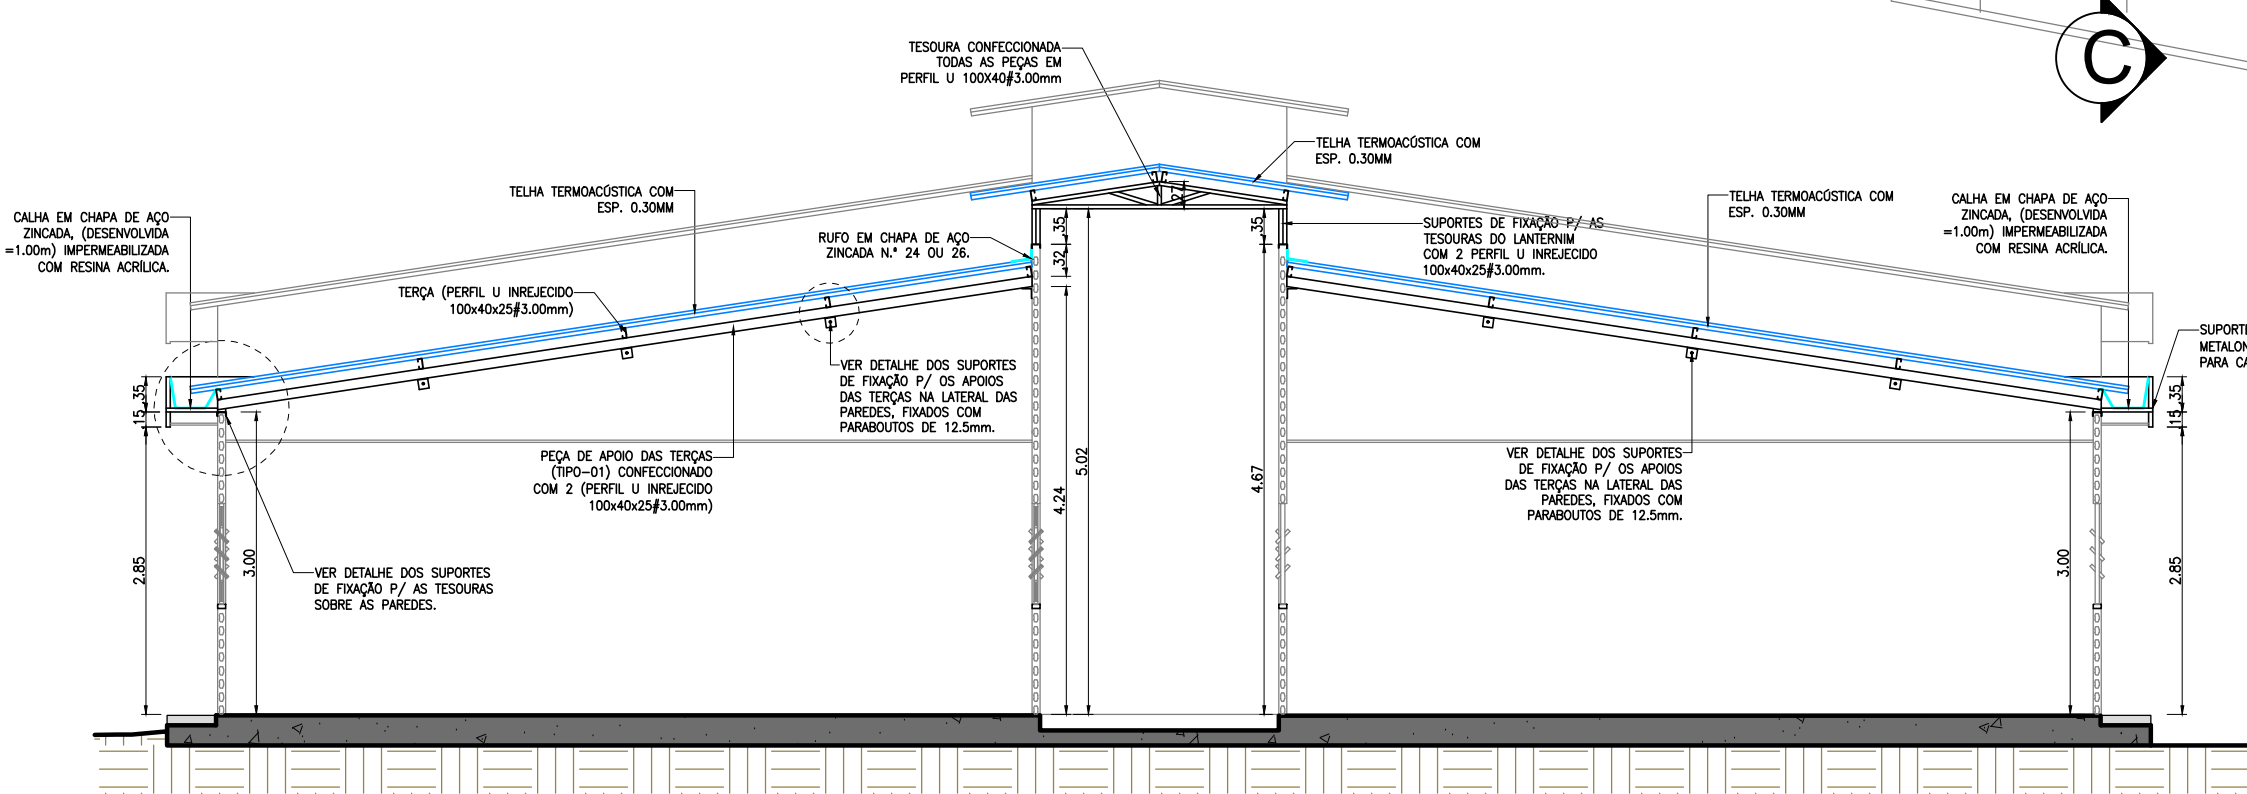 C
TESOURA CONFECCIONADA
TODAS AS PEÇAS EM
PERFIL U 100X40#3.00mm
TELHA TERMOACÚSTICA COM
ESP. 0.30MM
TELHA TERMOACÚSTICA COM
ESP. 0.30MM
TELHA TERMOACÚSTICA COM
ESP. 0.30MM
CALHA EM CHAPA DE AÇO
ZINCADA, (DESENVOLVIDA
=1.00m) IMPERMEABILIZADA
COM RESINA ACRÍLICA.
CALHA EM CHAPA DE AÇO
ZINCADA, (DESENVOLVIDA
=1.00m) IMPERMEABILIZADA
COM RESINA ACRÍLICA.
RUFO EM CHAPA DE AÇO
ZINCADA N.° 24 OU 26.
SUPORTES DE FIXAÇÃO P/ AS
TESOURAS DO LANTERNIM
COM 2 PERFIL U INREJECIDO
100x40x25#3.00mm.
TERÇA (PERFIL U INREJECIDO
100x40x25#3.00mm)
VER DETALHE DOS SUPORTES
DE FIXAÇÃO P/ OS APOIOS
DAS TERÇAS NA LATERAL DAS
PAREDES, FIXADOS COM
PARABOUTOS DE 12.5mm.
SUPORTE
METALON
PARA CA
PEÇA DE APOIO DAS TERÇAS
(TIPO-01) CONFECCIONADO
COM 2 (PERFIL U INREJECIDO
100x40x25#3.00mm)
VER DETALHE DOS SUPORTES
DE FIXAÇÃO P/ OS APOIOS
DAS TERÇAS NA LATERAL DAS
PAREDES, FIXADOS COM
PARABOUTOS DE 12.5mm.
VER DETALHE DOS SUPORTES
DE FIXAÇÃO P/ AS TESOURAS
SOBRE AS PAREDES.
.35
.15
2.85
3.00
.35
.32
4.24
5.02
.35
4.67
3.00
.35
.15
2.85